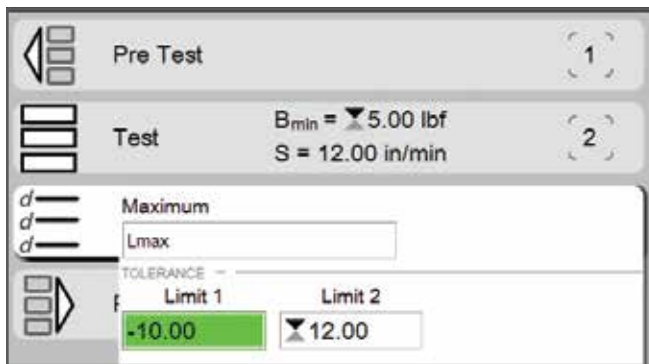 Pre Test
1
Test
Bmin = 5.00 lbf
S = 12.00 in/min
2
d
d
d
Maximum
Lmax
TOLERANCE
Limit 1 Limit 2
-10.00 12.00